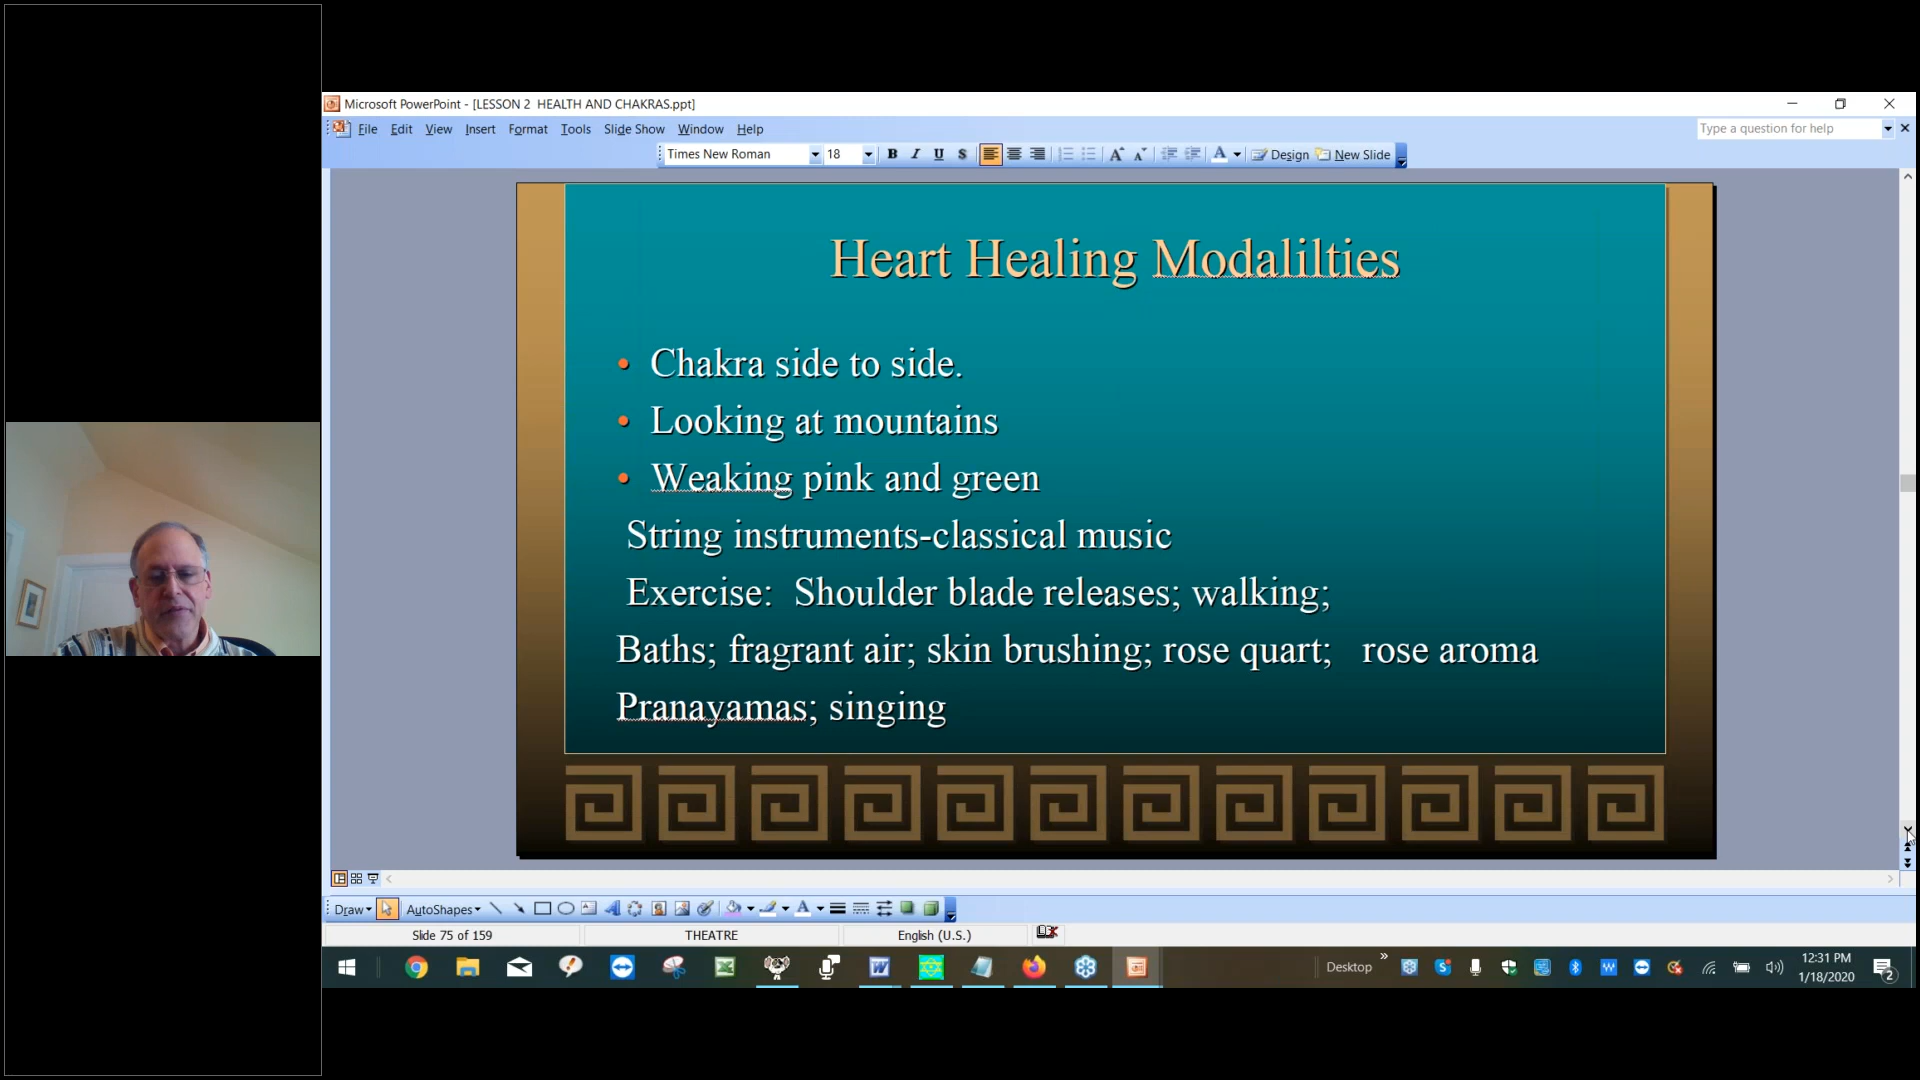 Microsoft PowerPoint - [LESSON 2  HEALTH AND CHAKRAS.ppt]
File Edit View Insert Format Tools Slide Show Window Help
Type a question for help
Times New Roman 18 B I U S A A A Design New Slide
Heart Healing Modalilties
• Chakra side to side.
• Looking at mountains
• Weaking pink and green
String instruments-classical music
Exercise:  Shoulder blade releases; walking;
Baths; fragrant air; skin brushing; rose quart;   rose aroma
Pranayamas; singing
Draw AutoShapes A
Slide 75 of 159 THEATRE English (U.S.)
Desktop
12:31 PM
1/18/2020
2